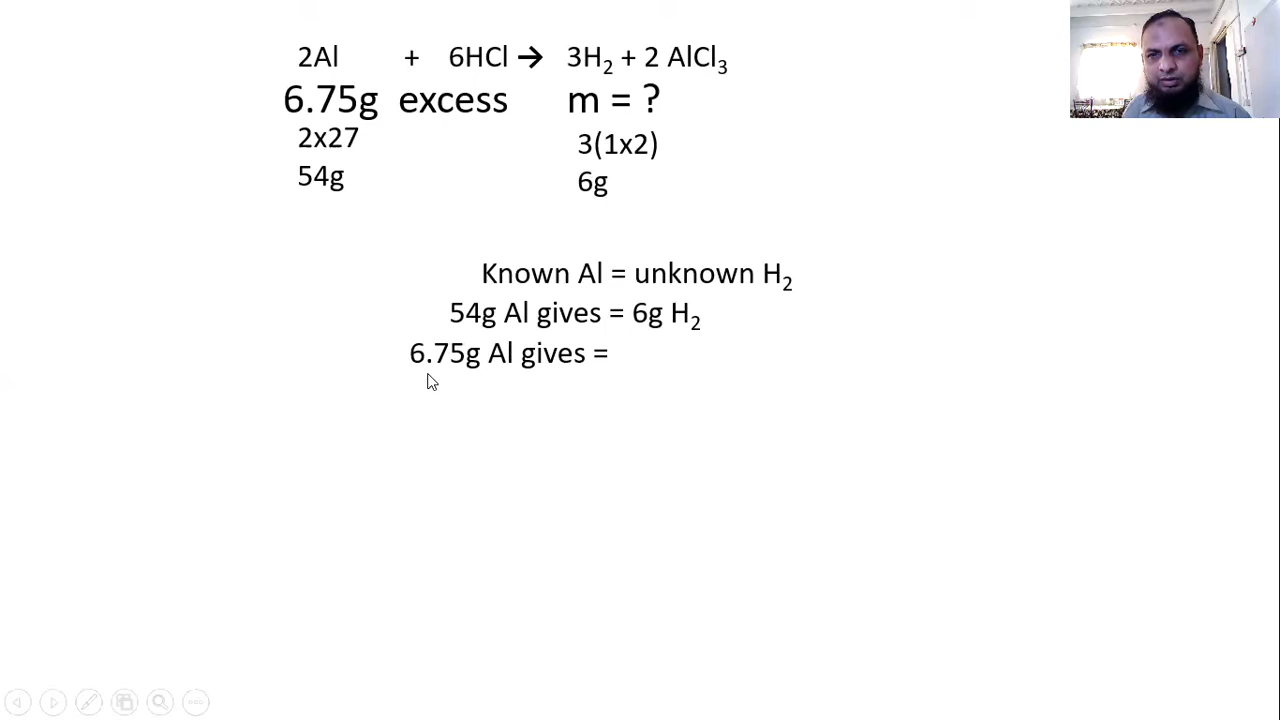 2Al + 6HCl → 3H₂ + 2 AlCl₃
6.75g excess m = ?
2x27 3(1x2)
54g 6g
Known Al = unknown H₂
54g Al gives = 6g H₂
6.75g Al gives =